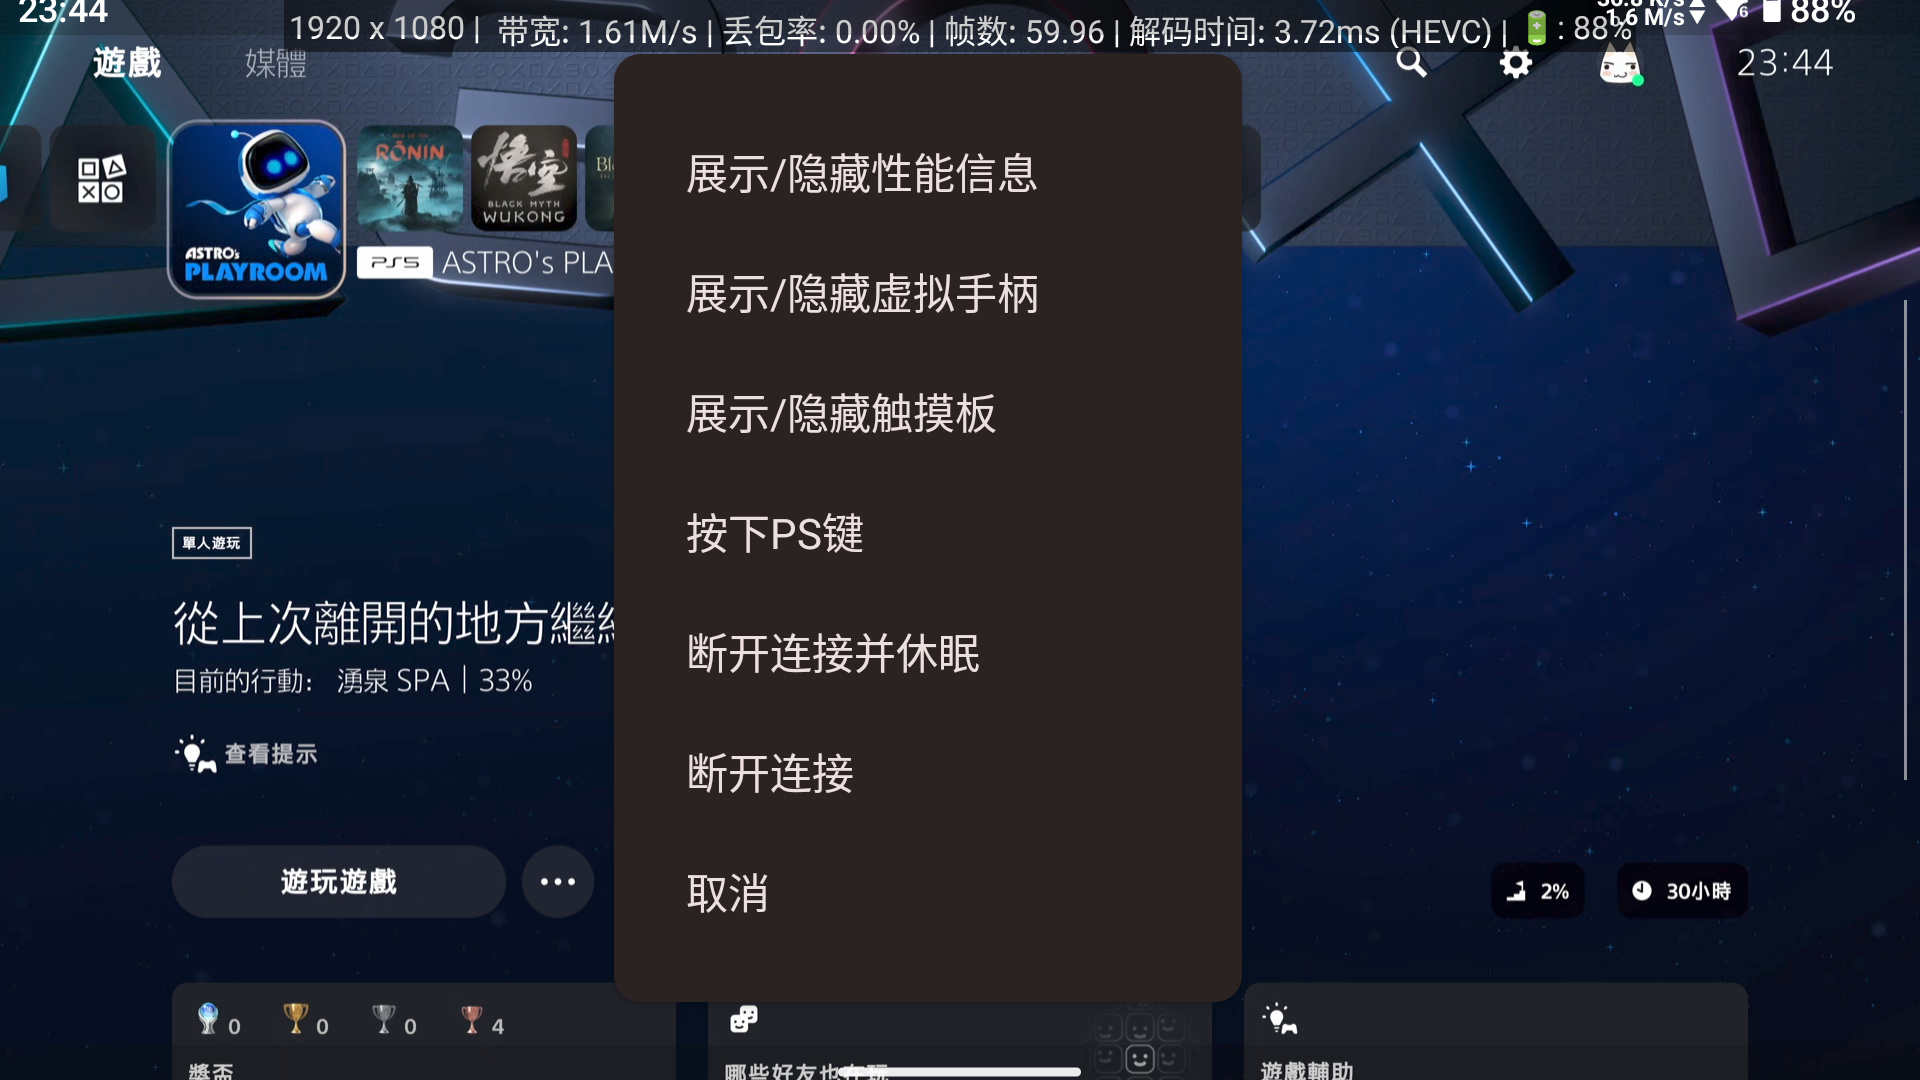 23:44
1920 x 1080 | 带宽: 1.61M/s | 丢包率: 0.00% | 帧数: 59.96 | 解码时间: 3.72ms (HEVC) | : 88%
1.6 M/s
6
88%
遊戲
媒體
23:44
RŌNIN
悟空
BLACK MYTH
WUKONG
Bla
ASTRO's
PLAYROOM
PS5 ASTRO's PLA
展示/隐藏性能信息
展示/隐藏虚拟手柄
展示/隐藏触摸板
按下PS键
断开连接并休眠
断开连接
取消
單人遊玩
從上次離開的地方繼
目前的行動: 湧泉 SPA | 33%
查看提示
遊玩遊戲
2%
30小時
0 0 0 4
獎盃
哪些好友也在玩
遊戲輔助